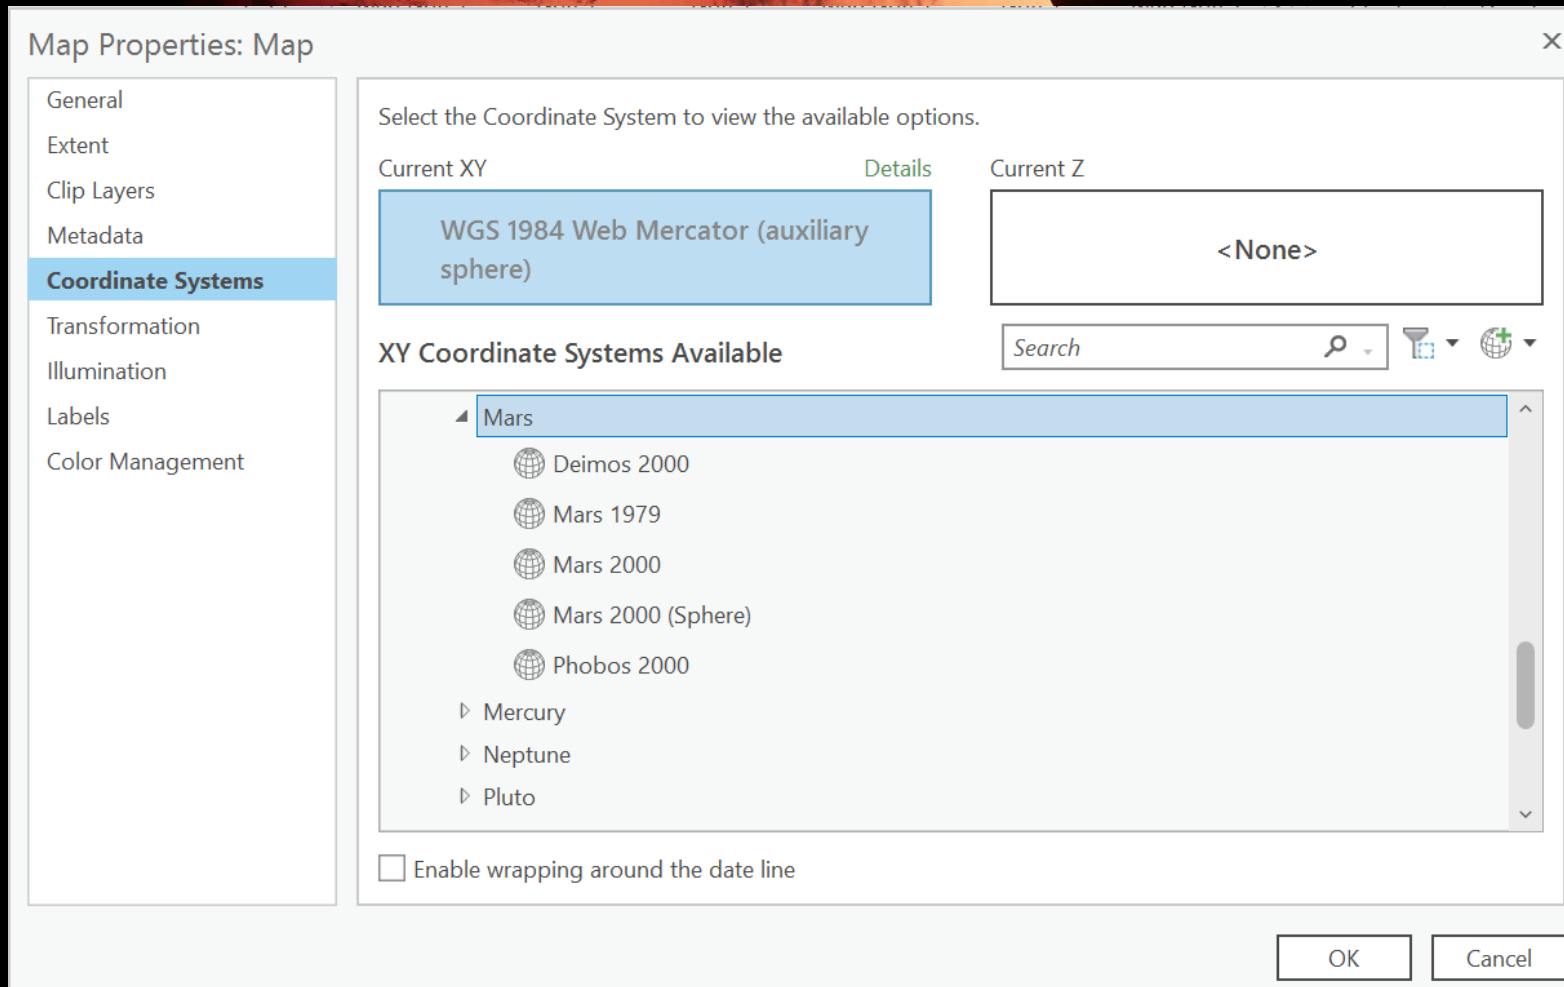 Map Properties: Map
General
Extent
Clip Layers
Metadata
Coordinate Systems
Transformation
Illumination
Labels
Color Management
Select the Coordinate System to view the available options.
Current XY
Details
Current Z
WGS 1984 Web Mercator (auxiliary
sphere)
<None>
XY Coordinate Systems Available
Search
Mars
Deimos 2000
Mars 1979
Mars 2000
Mars 2000 (Sphere)
Phobos 2000
Mercury
Neptune
Pluto
Enable wrapping around the date line
OK
Cancel